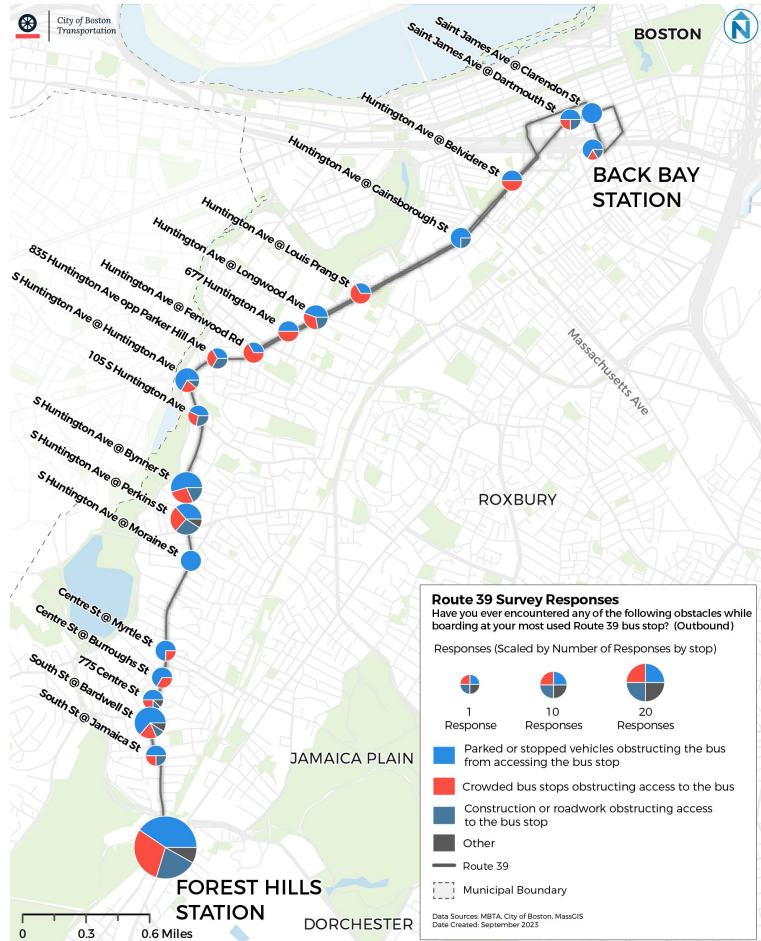 City of Boston
Transportation
BOSTON
N
Saint James Ave @ Clarendon St
Saint James Ave @ Dartmouth St
Huntington Ave @ Belvidere St
Huntington Ave @ Gainsborough St
BACK BAY
STATION
Huntington Ave @ Louis Prang St
Huntington Ave @ Longwood Ave
677 Huntington Ave
Huntington Ave @ Fenwood Rd
835 Huntington Ave opp Parker Hill Ave
S Huntington Ave @ Huntington Ave
105 S Huntington Ave
Massachusetts Ave
S Huntington Ave @ Bynner St
S Huntington Ave @ Perkins St
S Huntington Ave @ Moraine St
ROXBURY
Centre St @ Myrtle St
Centre St @ Burroughs St
775 Centre St
South St @ Bardwell St
South St @ Jamaica St
JAMAICA PLAIN
FOREST HILLS
STATION
DORCHESTER
0 0.3 0.6 Miles
Route 39 Survey Responses
Have you ever encountered any of the following obstacles while
boarding at your most used Route 39 bus stop? (Outbound)
Responses (Scaled by Number of Responses by stop)
1 10 20
Response Responses Responses
Parked or stopped vehicles obstructing the bus
from accessing the bus stop
Crowded bus stops obstructing access to the bus
Construction or roadwork obstructing access
to the bus stop
Other
Route 39
Municipal Boundary
Data Sources: MBTA, City of Boston, MassGIS
Date Created: September 2023